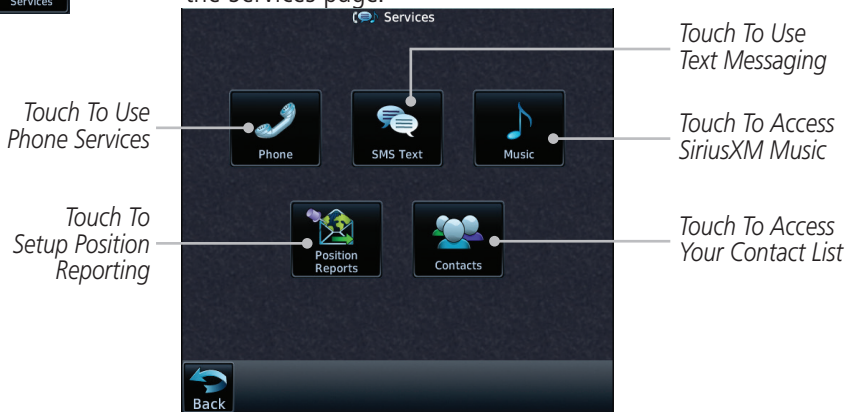 Services
the Services page.
Services
Touch To Use
Text Messaging
Touch To Use
Phone Services
Touch To Access
SiriusXM Music
Phone
SMS Text
Music
Touch To
Setup Position
Reporting
Touch To Access
Your Contact List
Position
Reports
Contacts
Back